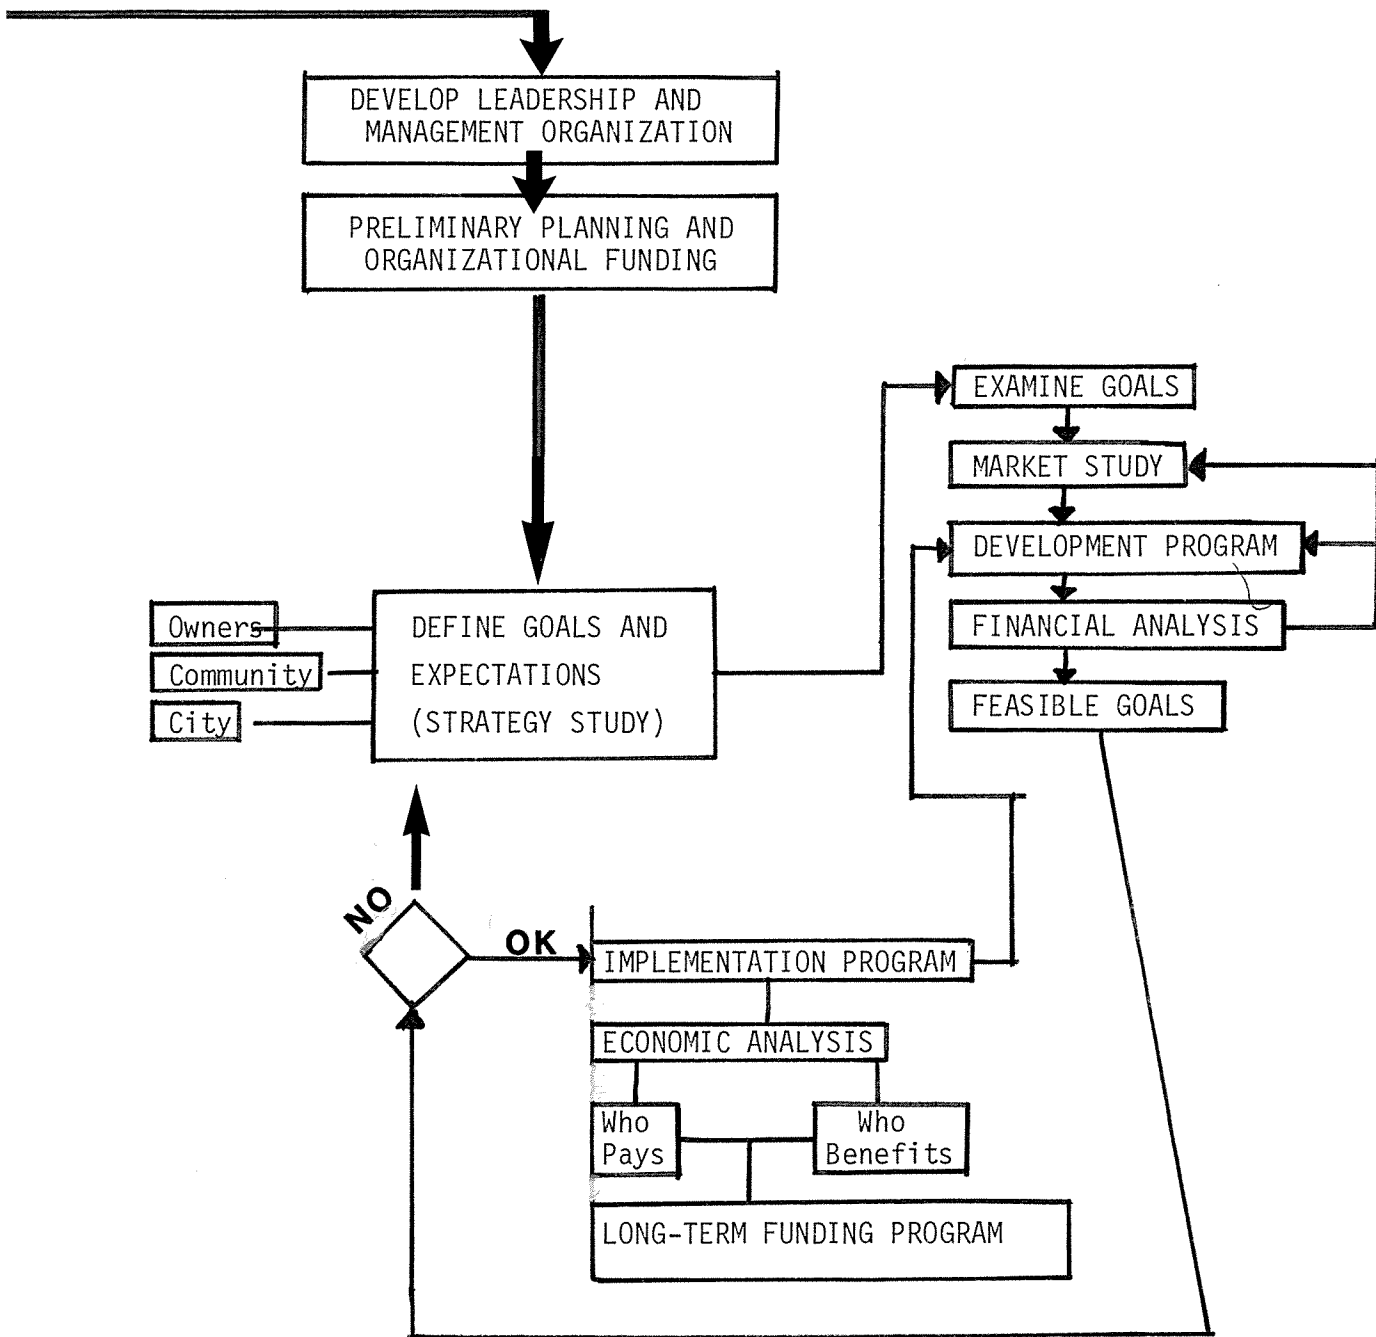 DEVELOP LEADERSHIP AND
MANAGEMENT ORGANIZATION
PRELIMINARY PLANNING AND
ORGANIZATIONAL FUNDING
EXAMINE GOALS
MARKET STUDY
DEVELOPMENT PROGRAM
FINANCIAL ANALYSIS
FEASIBLE GOALS
Owners
Community
City
DEFINE GOALS AND
EXPECTATIONS
(STRATEGY STUDY)
NO
OK
IMPLEMENTATION PROGRAM
ECONOMIC ANALYSIS
Who
Pays
Who
Benefits
LONG-TERM FUNDING PROGRAM